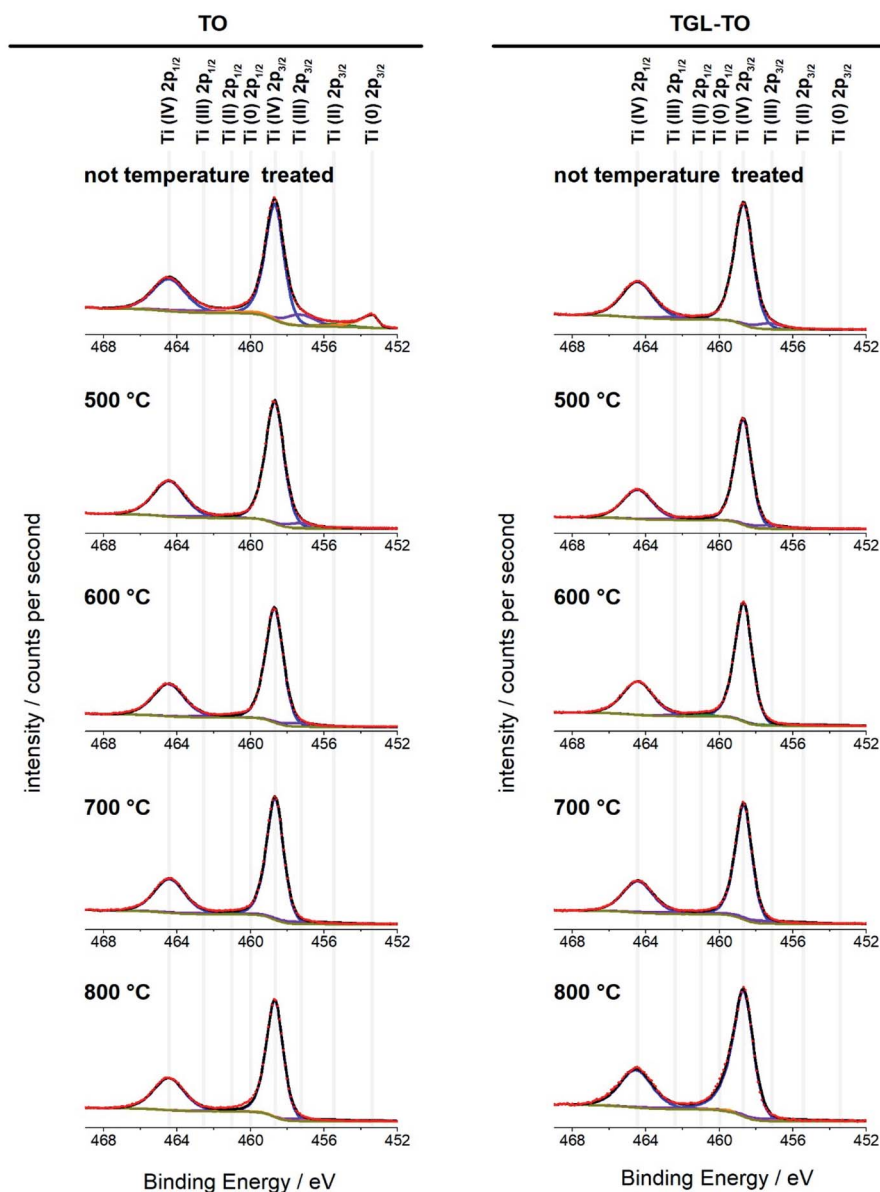 TO
Ti (IV) 2p1/2
Ti (III) 2p1/2
Ti (II) 2p1/2
Ti (0) 2p1/2
Ti (IV) 2p3/2
Ti (III) 2p3/2
Ti (II) 2p3/2
Ti (0) 2p3/2
not temperature treated
468 464 460 456 452
500 °C
468 464 460 456 452
600 °C
468 464 460 456 452
700 °C
468 464 460 456 452
800 °C
468 464 460 456 452
intensity / counts per second
Binding Energy / eV
TGL-TO
Ti (IV) 2p1/2
Ti (III) 2p1/2
Ti (II) 2p1/2
Ti (0) 2p1/2
Ti (IV) 2p3/2
Ti (III) 2p3/2
Ti (II) 2p3/2
Ti (0) 2p3/2
not temperature treated
468 464 460 456 452
500 °C
468 464 460 456 452
600 °C
468 464 460 456 452
700 °C
468 464 460 456 452
800 °C
468 464 460 456 452
intensity / counts per second
Binding Energy / eV